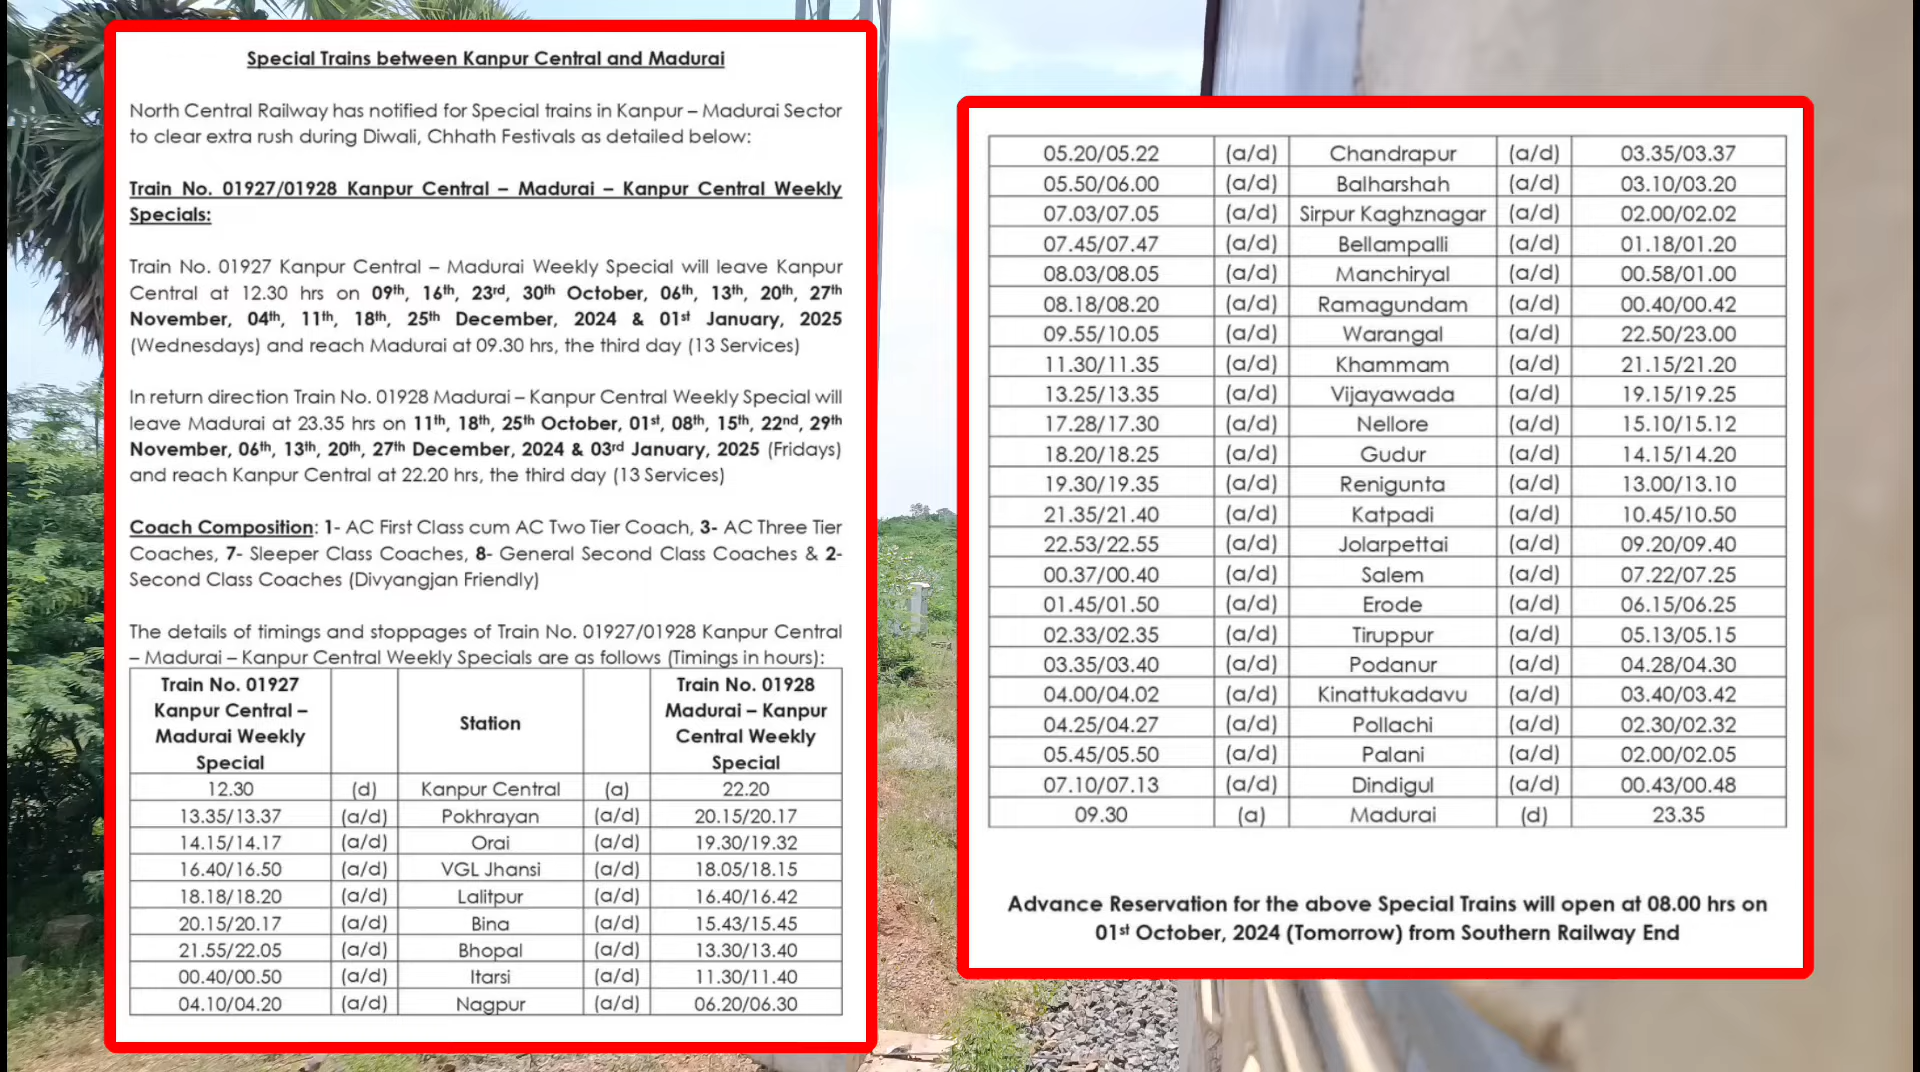 Special Trains between Kanpur Central and Madurai
North Central Railway has notified for Special trains in Kanpur – Madurai Sector
to clear extra rush during Diwali, Chhath Festivals as detailed below:
Train No. 01927/01928 Kanpur Central – Madurai – Kanpur Central Weekly
Specials:
Train No. 01927 Kanpur Central – Madurai Weekly Special will leave Kanpur
Central at 12.30 hrs on 09th, 16th, 23rd, 30th October, 06th, 13th, 20th, 27th
November, 04th, 11th, 18th, 25th December, 2024 & 01st January, 2025
(Wednesdays) and reach Madurai at 09.30 hrs, the third day (13 Services)
In return direction Train No. 01928 Madurai – Kanpur Central Weekly Special will
leave Madurai at 23.35 hrs on 11th, 18th, 25th October, 01st, 08th, 15th, 22nd, 29th
November, 06th, 13th, 20th, 27th December, 2024 & 03rd January, 2025 (Fridays)
and reach Kanpur Central at 22.20 hrs, the third day (13 Services)
Coach Composition: 1- AC First Class cum AC Two Tier Coach, 3- AC Three Tier
Coaches, 7- Sleeper Class Coaches, 8- General Second Class Coaches & 2-
Second Class Coaches (Divyangjan Friendly)
The details of timings and stoppages of Train No. 01927/01928 Kanpur Central
– Madurai – Kanpur Central Weekly Specials are as follows (Timings in hours):
Train No. 01927 Train No. 01928
Kanpur Central – Madurai – Kanpur
Station
Madurai Weekly Central Weekly
Special Special
12.30 (d) Kanpur Central (a) 22.20
13.35/13.37 (a/d) Pokhrayan (a/d) 20.15/20.17
14.15/14.17 (a/d) Orai (a/d) 19.30/19.32
16.40/16.50 (a/d) VGL Jhansi (a/d) 18.05/18.15
18.18/18.20 (a/d) Lalitpur (a/d) 16.40/16.42
20.15/20.17 (a/d) Bina (a/d) 15.43/15.45
21.55/22.05 (a/d) Bhopal (a/d) 13.30/13.40
00.40/00.50 (a/d) Itarsi (a/d) 11.30/11.40
04.10/04.20 (a/d) Nagpur (a/d) 06.20/06.30
05.20/05.22 (a/d) Chandrapur (a/d) 03.35/03.37
05.50/06.00 (a/d) Balharshah (a/d) 03.10/03.20
07.03/07.05 (a/d) Sirpur Kaghznagar (a/d) 02.00/02.02
07.45/07.47 (a/d) Bellampalli (a/d) 01.18/01.20
08.03/08.05 (a/d) Manchiryal (a/d) 00.58/01.00
08.18/08.20 (a/d) Ramagundam (a/d) 00.40/00.42
09.55/10.05 (a/d) Warangal (a/d) 22.50/23.00
11.30/11.35 (a/d) Khammam (a/d) 21.15/21.20
13.25/13.35 (a/d) Vijayawada (a/d) 19.15/19.25
17.28/17.30 (a/d) Nellore (a/d) 15.10/15.12
18.20/18.25 (a/d) Gudur (a/d) 14.15/14.20
19.30/19.35 (a/d) Renigunta (a/d) 13.00/13.10
21.35/21.40 (a/d) Katpadi (a/d) 10.45/10.50
22.53/22.55 (a/d) Jolarpettai (a/d) 09.20/09.40
00.37/00.40 (a/d) Salem (a/d) 07.22/07.25
01.45/01.50 (a/d) Erode (a/d) 06.15/06.25
02.33/02.35 (a/d) Tiruppur (a/d) 05.13/05.15
03.35/03.40 (a/d) Podanur (a/d) 04.28/04.30
04.00/04.02 (a/d) Kinattukadavu (a/d) 03.40/03.42
04.25/04.27 (a/d) Pollachi (a/d) 02.30/02.32
05.45/05.50 (a/d) Palani (a/d) 02.00/02.05
07.10/07.13 (a/d) Dindigul (a/d) 00.43/00.48
09.30 (a) Madurai (d) 23.35
Advance Reservation for the above Special Trains will open at 08.00 hrs on
01st October, 2024 (Tomorrow) from Southern Railway End